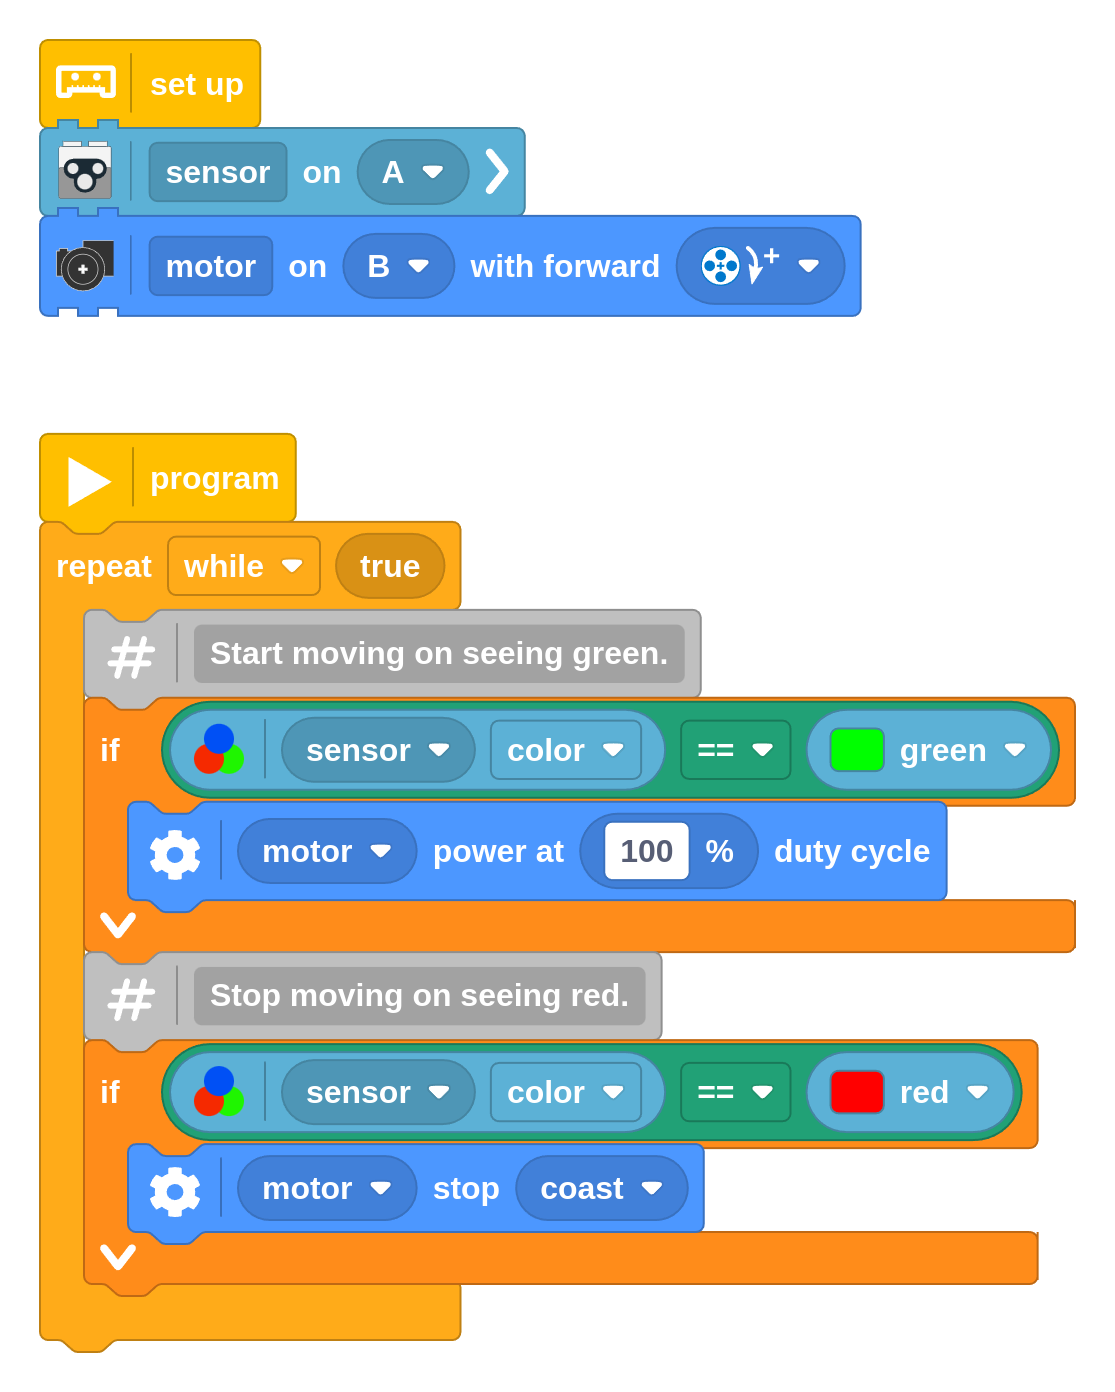 set up
sensor on A
motor on B with forward
program
repeat while true
# Start moving on seeing green.
if sensor color == green
motor power at 100 % duty cycle
# Stop moving on seeing red.
if sensor color == red
motor stop coast